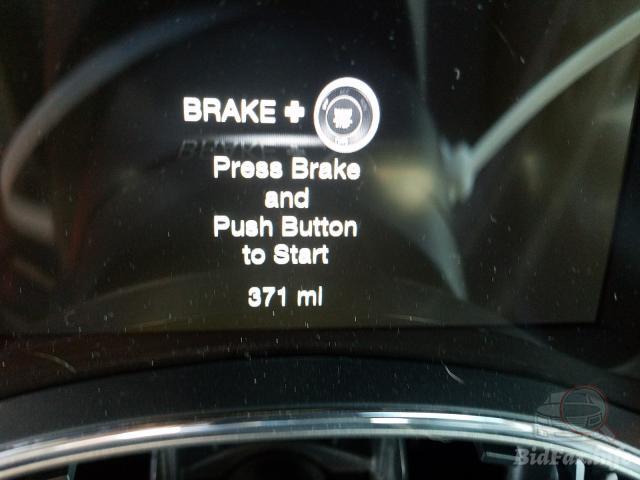 BRAKE +
Press Brake
and
Push Button
to Start
371 mi